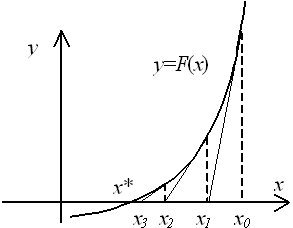 y
y=F(x)
x*
x
x₃ x₂ x₁ x₀